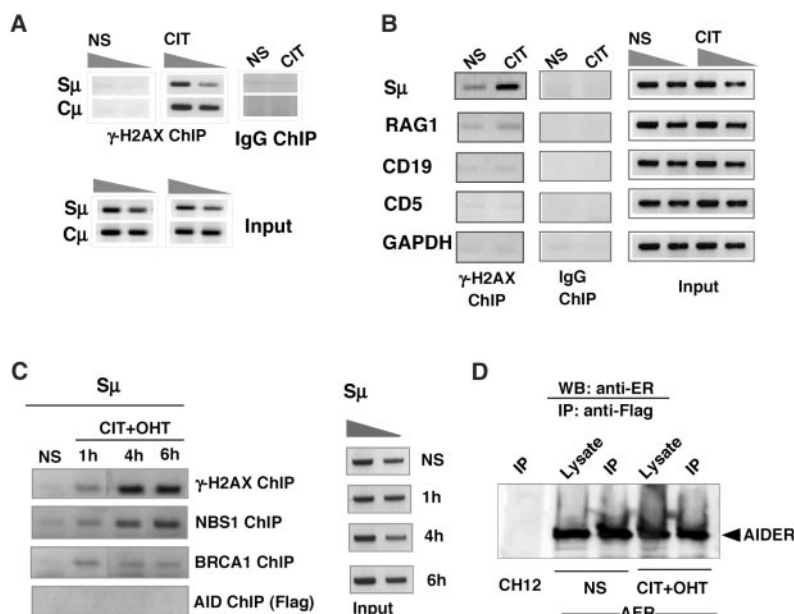 A
NS CIT NS CIT
Sμ
Cμ
γ-H2AX ChIP IgG ChIP
Sμ
Cμ
Input
B
NS CIT NS CIT NS CIT
Sμ
RAG1
CD19
CD5
GAPDH
γ-H2AX ChIP IgG ChIP Input
C
Sμ
CIT+OHT
NS 1h 4h 6h
γ-H2AX ChIP
NBS1 ChIP
BRCA1 ChIP
AID ChIP (Flag)
Sμ
NS
1h
4h
6h
Input
D
WB: anti-ER
IP: anti-Flag
IP Lysate IP Lysate IP
AIDER
CH12 NS CIT+OHT
AER